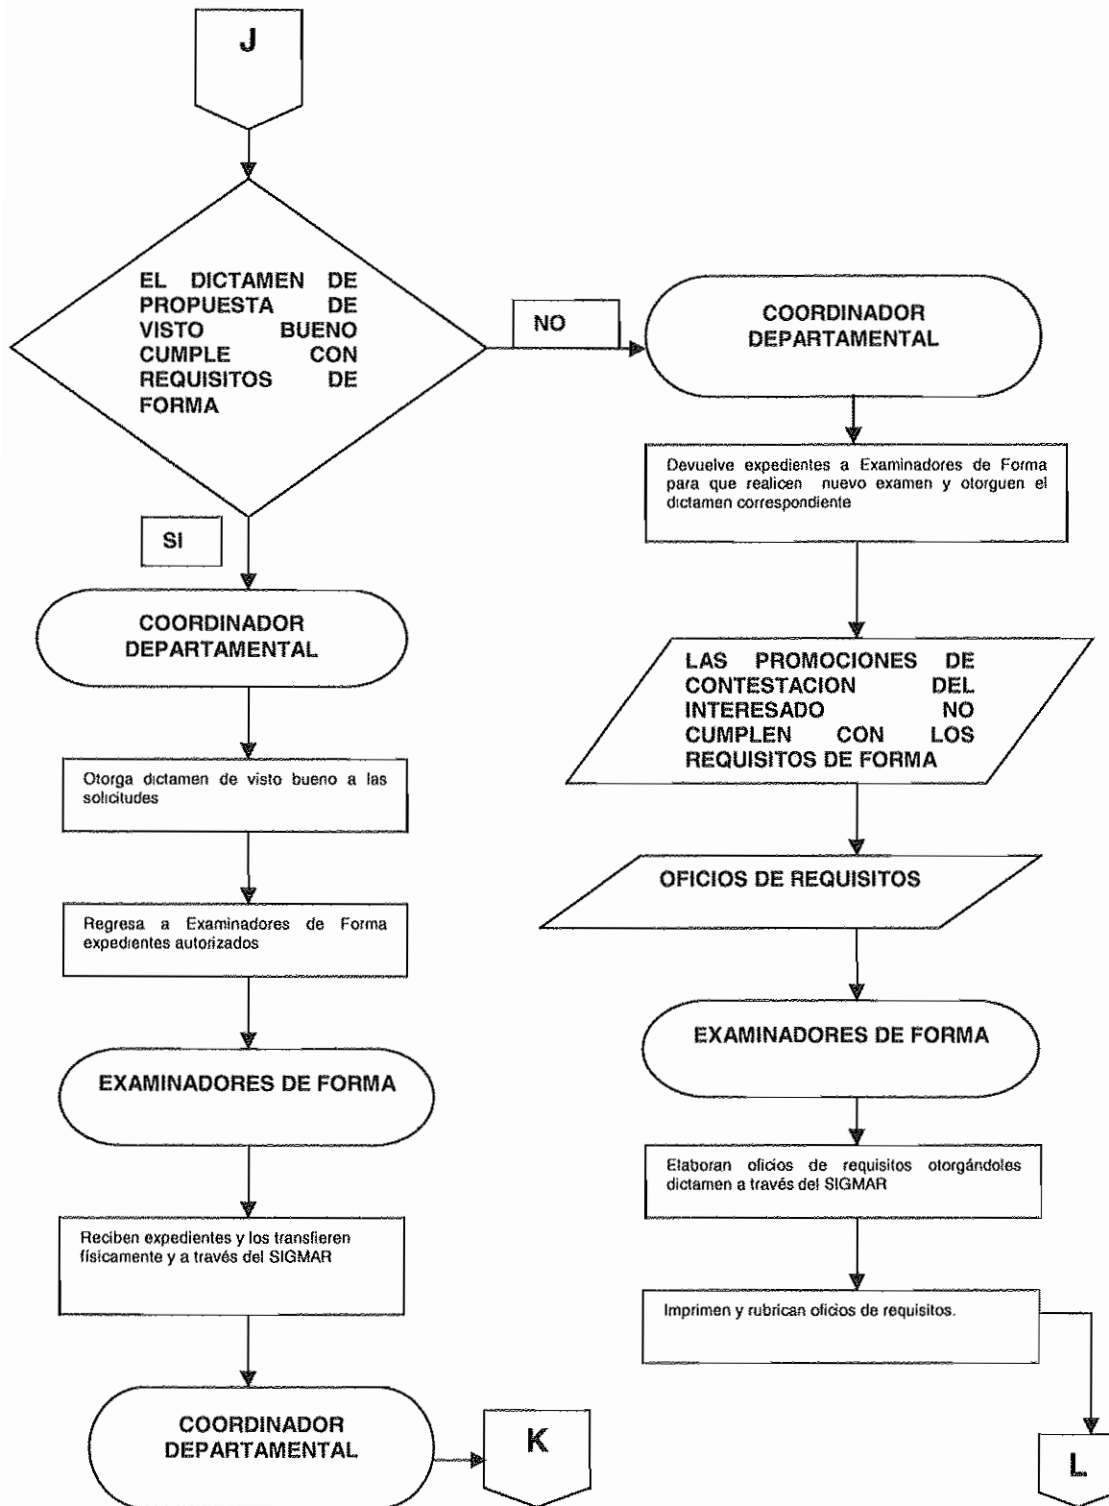 J
EL DICTAMEN DE
PROPUESTA DE
VISTO BUENO
CUMPLE CON
REQUISITOS DE
FORMA
NO
COORDINADOR
DEPARTAMENTAL
Devuelve expedientes a Examinadores de Forma
para que realicen nuevo examen y otorguen el
dictamen correspondiente
SI
COORDINADOR
DEPARTAMENTAL
LAS PROMOCIONES DE
CONTESTACION DEL
INTERESADO NO
CUMPLEN CON LOS
REQUISITOS DE FORMA
Otorga dictamen de visto bueno a las
solicitudes
OFICIOS DE REQUISITOS
Regresa a Examinadores de Forma
expedientes autorizados
EXAMINADORES DE FORMA
EXAMINADORES DE FORMA
Elaboran oficios de requisitos otorgándoles
dictamen a través del SIGMAR
Reciben expedientes y los transfieren
físicamente y a través del SIGMAR
Imprimen y rubrican oficios de requisitos.
COORDINADOR
DEPARTAMENTAL
K
L